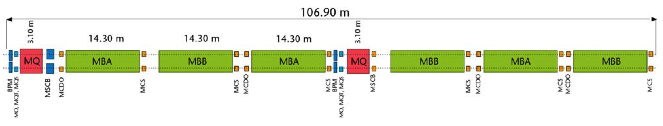 106.90 m
3.10 m
14.30 m
14.30 m
14.30 m
3.10 m
MQ
MBA
MBB
MBA
MQ
MBB
MBA
MBB
BPM
MO, MQT, MQS
MSCB
MCDO
MCS
MCS
MCDO
MCS
BPM
MO, MQT, MQS
MSCB
MCS
MCDO
MCS
MCDO
MCS